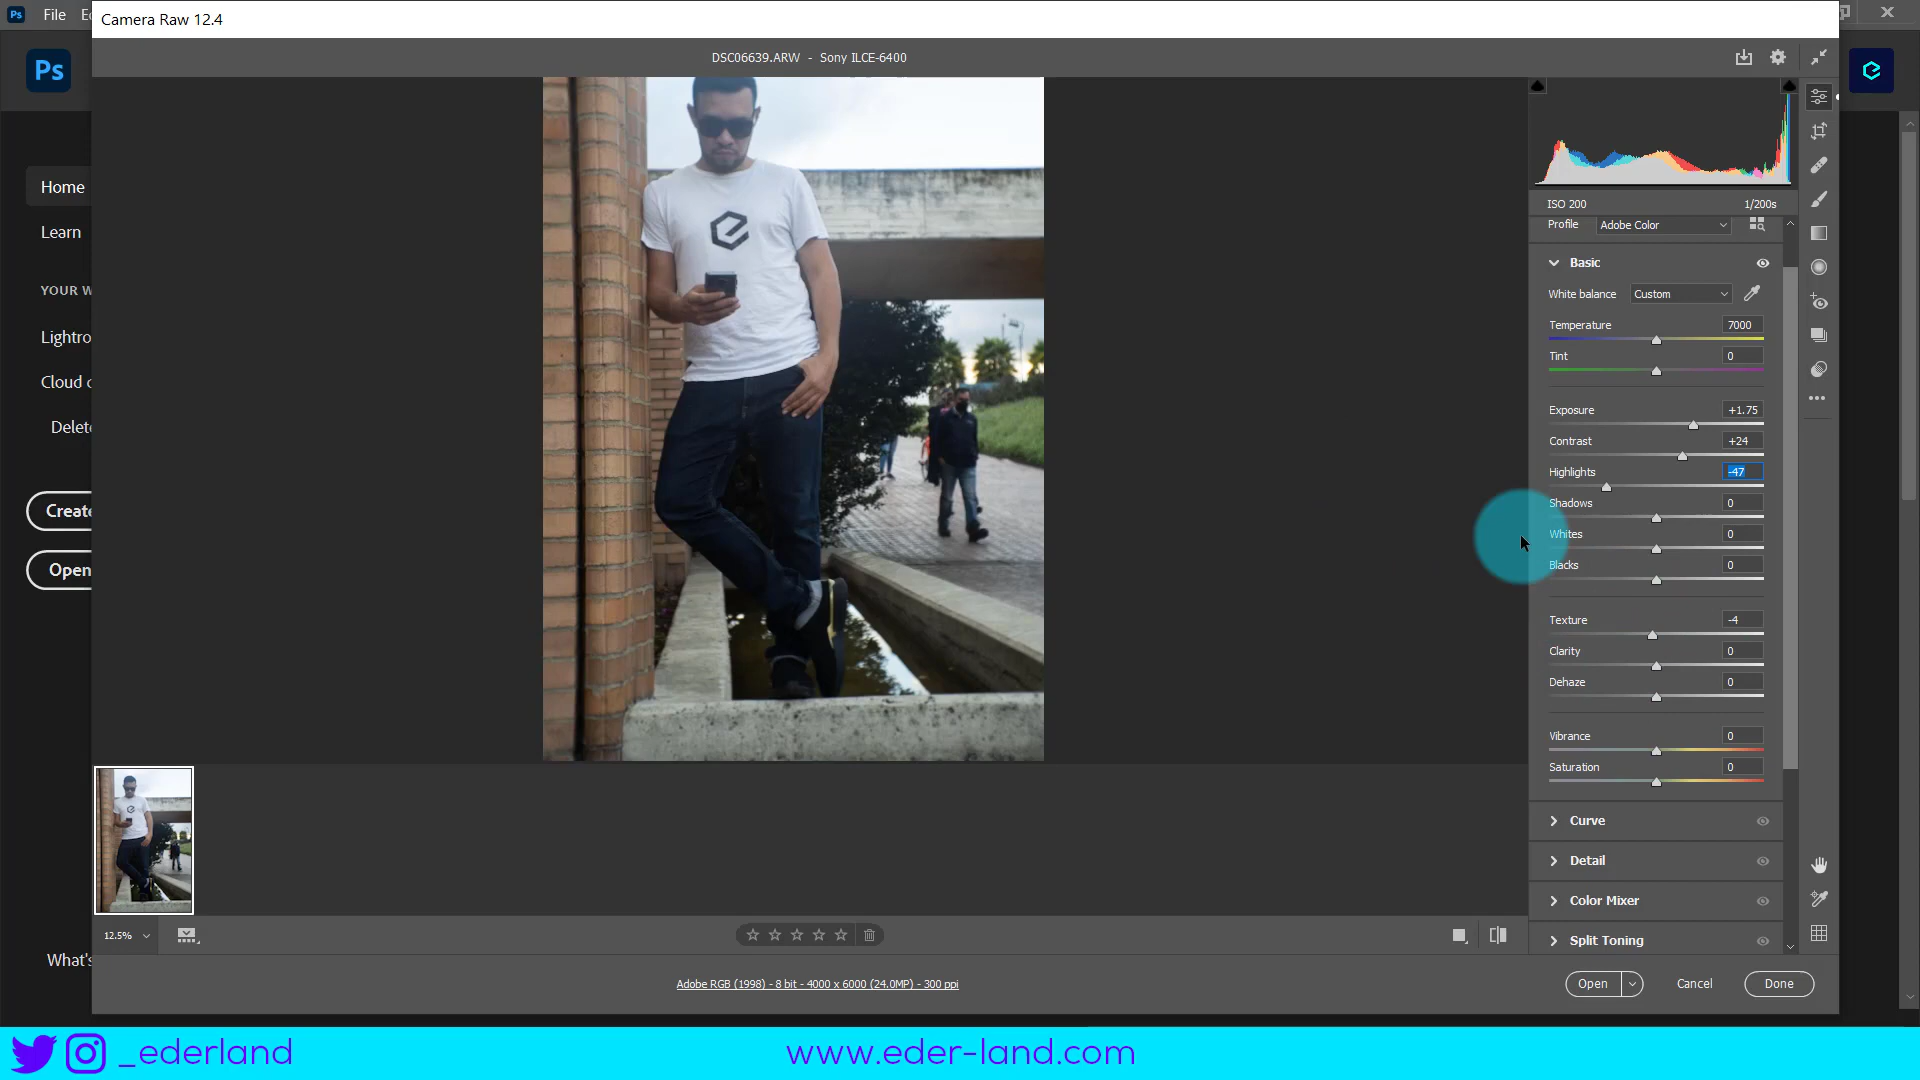 Ps
File
Camera Raw 12.4
DSC06639.ARW - Sony ILCE-6400
Ps
ISO 200
1/200s
Profile
Adobe Color
Home
Learn
YOUR W
Lightro
Cloud
Delete
Create
Open
What's
Basic
White balance
Custom
Temperature
7000
Tint
0
Exposure
+1.75
Contrast
+24
Highlights
-47
Shadows
0
Whites
0
Blacks
0
Texture
-4
Clarity
0
Dehaze
0
Vibrance
0
Saturation
0
Curve
Detail
Color Mixer
Split Toning
12.5%
Adobe RGB (1998) - 8 bit - 4000 x 6000 (24.0MP) - 300 ppi
Open
Cancel
Done
_ederland
www.eder-land.com